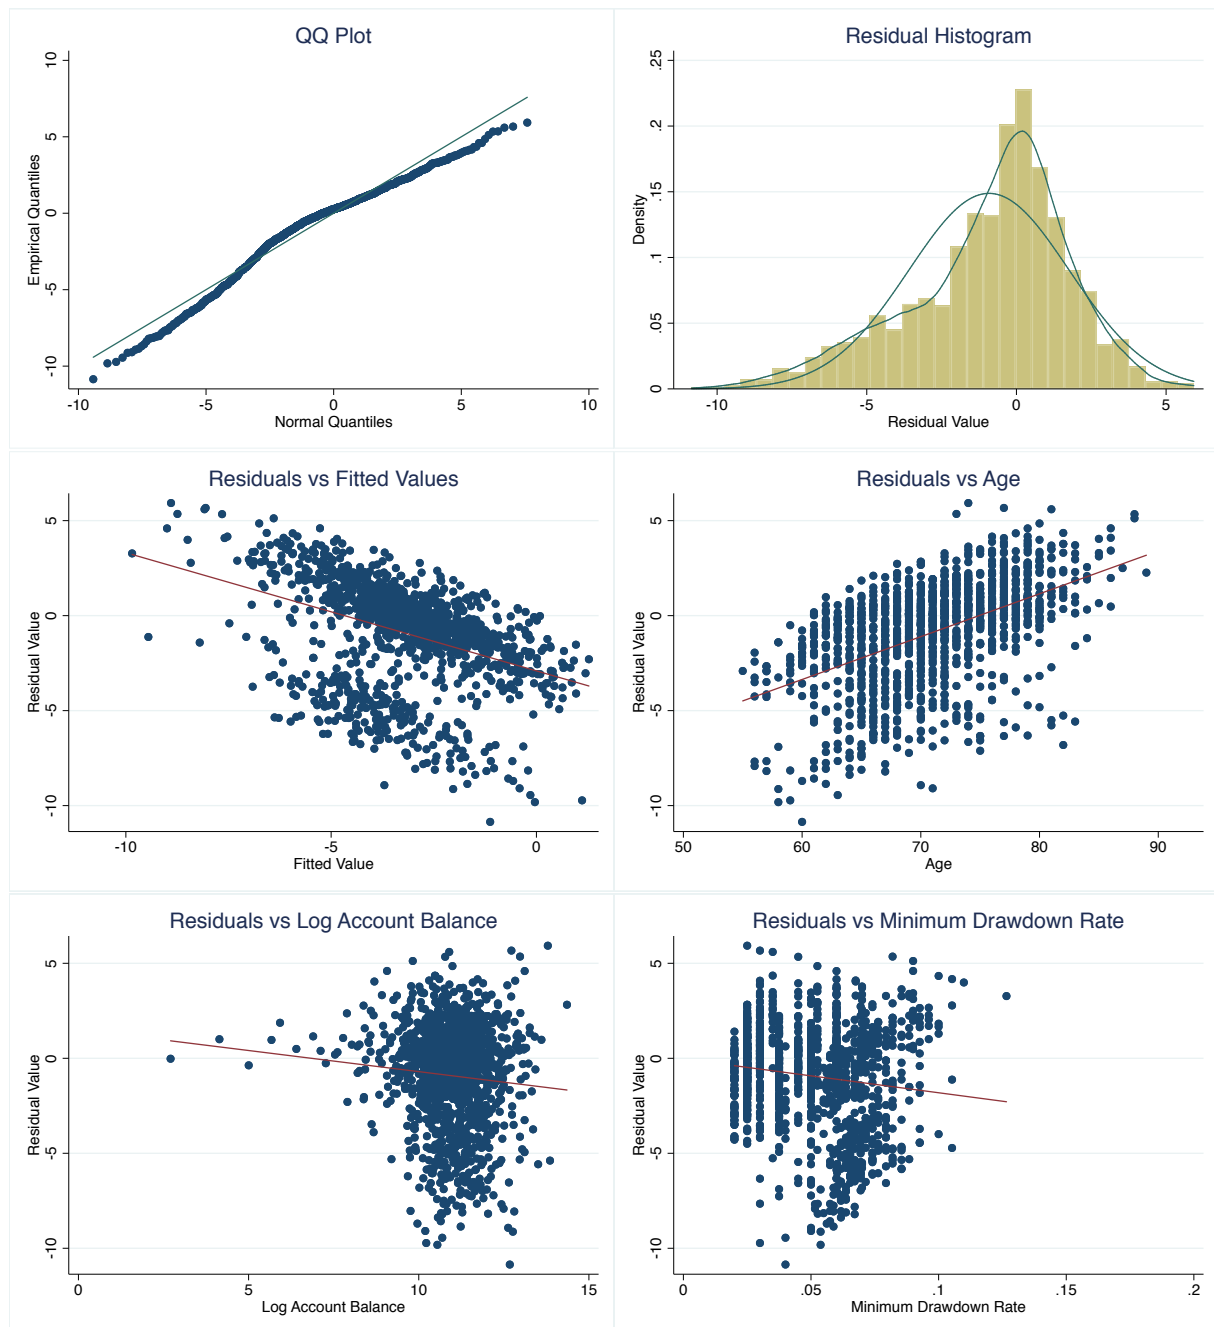 QQ Plot
10
5
0
-5
-10
Empirical Quantiles
-10
-5
0
5
10
Normal Quantiles
Residual Histogram
.25
.2
.15
.1
.05
0
Density
-10
-5
0
5
Residual Value
Residuals vs Fitted Values
5
0
-5
-10
Residual Value
-10
-5
0
Fitted Value
Residuals vs Age
5
0
-5
-10
Residual Value
50
60
70
80
90
Age
Residuals vs Log Account Balance
5
0
-5
-10
Residual Value
0
5
10
15
Log Account Balance
Residuals vs Minimum Drawdown Rate
5
0
-5
-10
Residual Value
0
.05
.1
.15
.2
Minimum Drawdown Rate